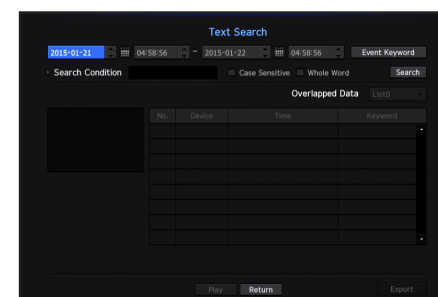 Text Search
2015-01-21 04:58:56 ~ 2015-01-22 04:58:56 Event Keyword
• Search Condition Case Sensitive Whole Word Search
Overlapped Data List0
No. Device Time Keyword
Play Return Export